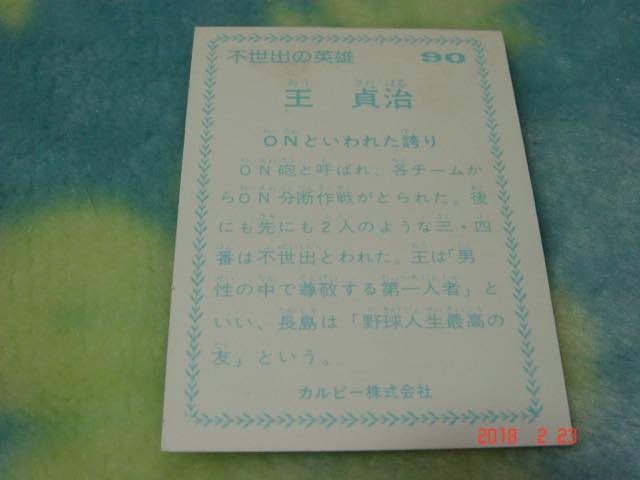 不世出の英雄 90
王 貞治
ONといわれた誇り
ON砲と呼ばれ、各チームか
らON分断作戦がとられた。後
にも先にも2人のような三・四
番は不世出とわれた。王は「男
性の中で尊敬する第一人者」と
いい、長島は「野球人生最高の
友」という。
カルビー株式会社
2018 2 23